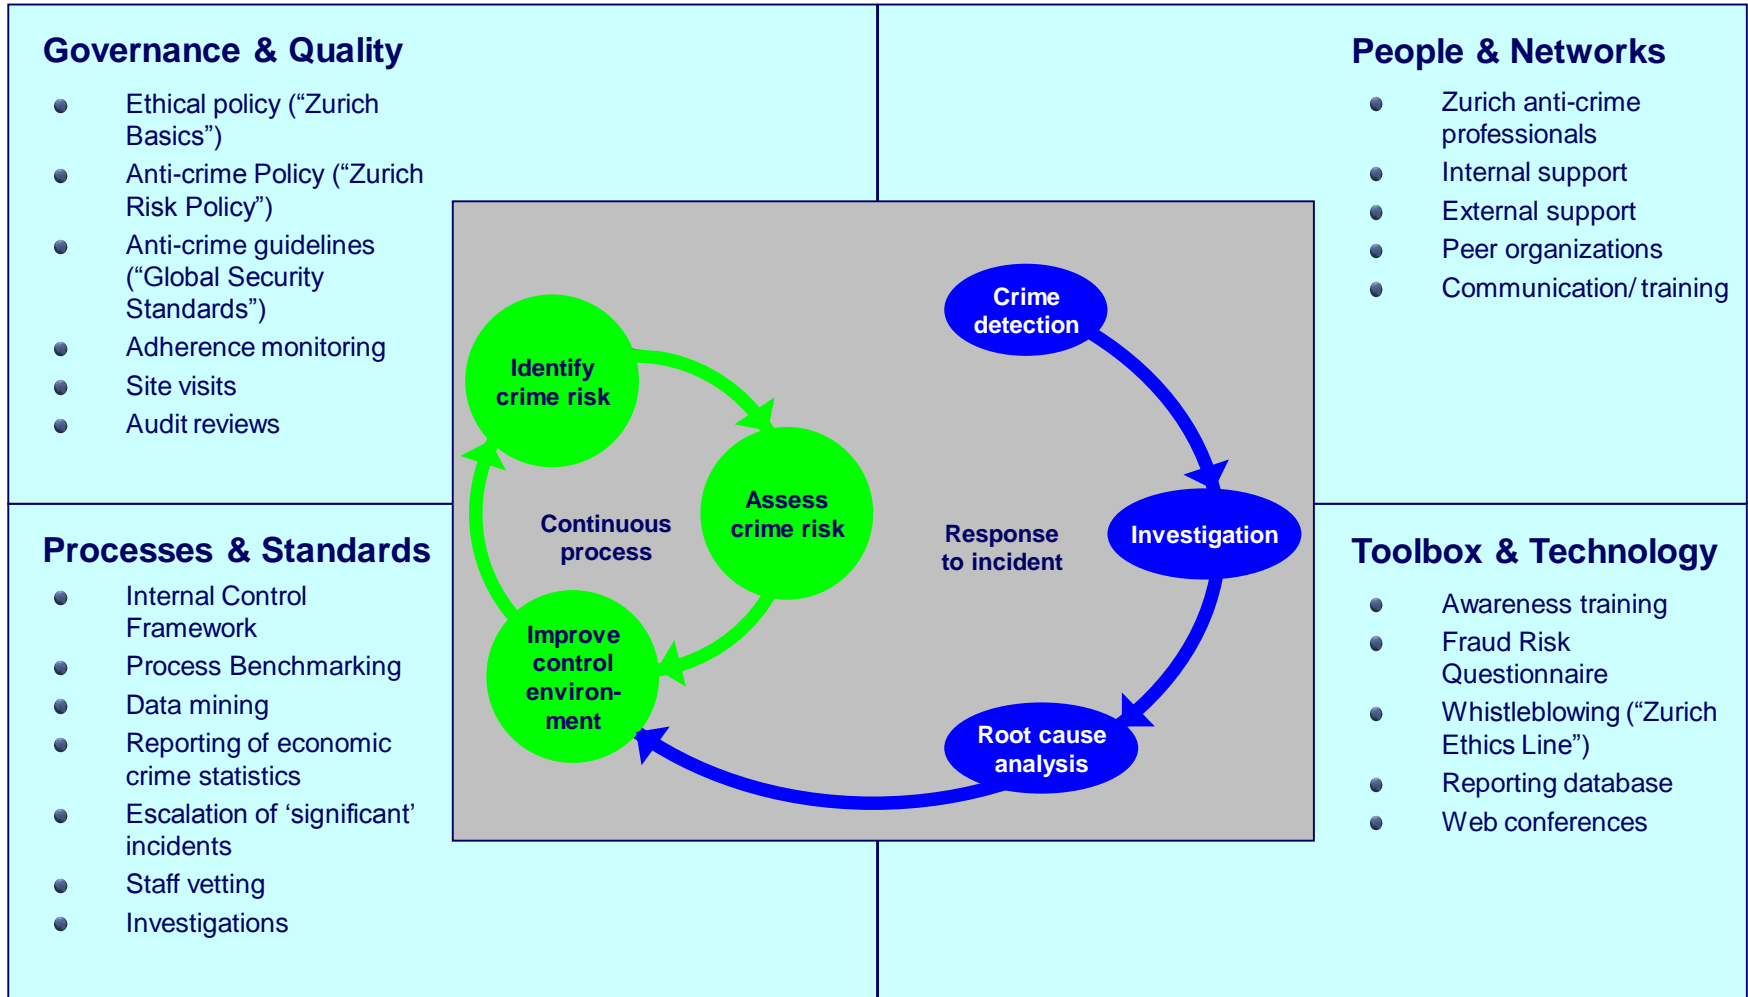 Governance & Quality
Ethical policy (“Zurich
Basics”)
Anti-crime Policy (“Zurich
Risk Policy”)
Anti-crime guidelines
(“Global Security
Standards”)
Adherence monitoring
Site visits
Audit reviews
People & Networks
Zurich anti-crime
professionals
Internal support
External support
Peer organizations
Communication/ training
Identify
crime risk
Assess
crime risk
Improve
control
environ-
ment
Continuous
process
Crime
detection
Investigation
Root cause
analysis
Response
to incident
Processes & Standards
Internal Control
Framework
Process Benchmarking
Data mining
Reporting of economic
crime statistics
Escalation of ‘significant’
incidents
Staff vetting
Investigations
Toolbox & Technology
Awareness training
Fraud Risk
Questionnaire
Whistleblowing (“Zurich
Ethics Line”)
Reporting database
Web conferences